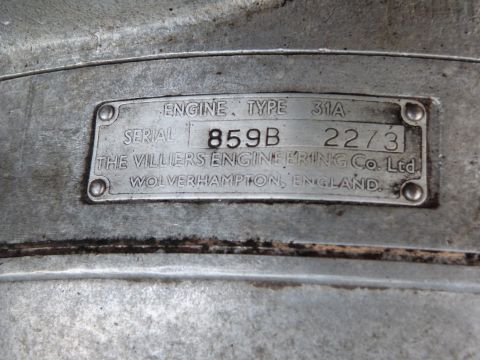 ENGINE TYPE 31A
SERIAL 859B 2273
THE VILLIERS ENGINEERING Co. Ltd.
WOLVERHAMPTON, ENGLAND.